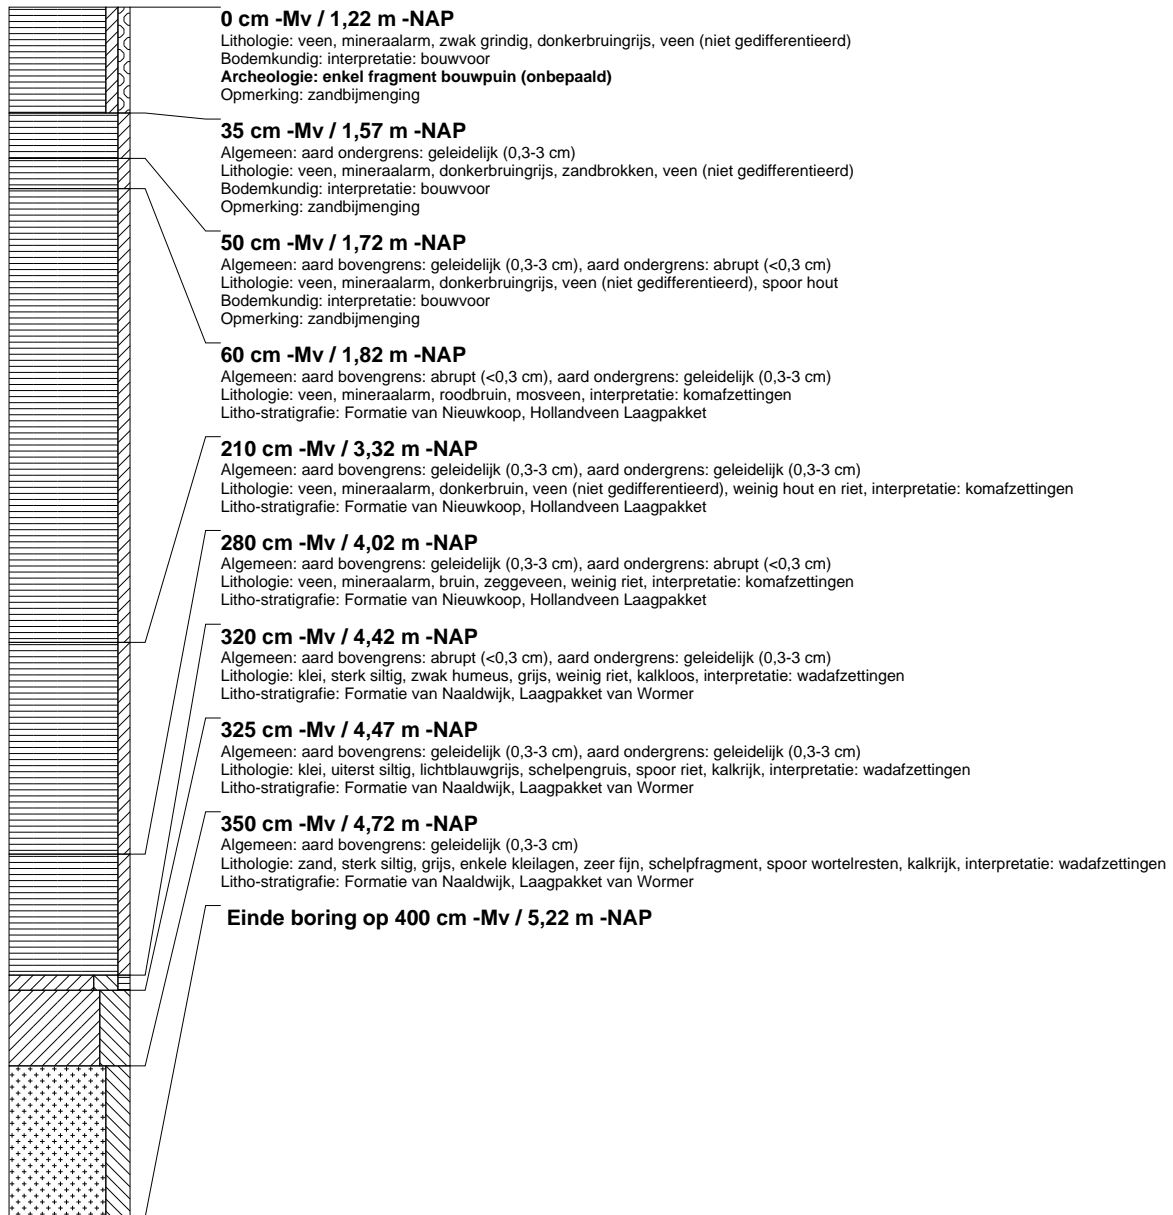 0 cm -Mv / 1,22 m -NAP
Lithologie: veen, mineraalarm, zwak grindig, donkerbruingrijs, veen (niet gedifferentieerd)
Bodemkundig: interpretatie: bouwvoor
Archeologie: enkel fragment bouwpuin (onbepaald)
Opmerking: zandbijmenging
35 cm -Mv / 1,57 m -NAP
Algemeen: aard ondergrens: geleidelijk (0,3-3 cm)
Lithologie: veen, mineraalarm, donkerbruingrijs, zandbrokken, veen (niet gedifferentieerd)
Bodemkundig: interpretatie: bouwvoor
Opmerking: zandbijmenging
50 cm -Mv / 1,72 m -NAP
Algemeen: aard bovengrens: geleidelijk (0,3-3 cm), aard ondergrens: abrupt (<0,3 cm)
Lithologie: veen, mineraalarm, donkerbruingrijs, veen (niet gedifferentieerd), spoor hout
Bodemkundig: interpretatie: bouwvoor
Opmerking: zandbijmenging
60 cm -Mv / 1,82 m -NAP
Algemeen: aard bovengrens: abrupt (<0,3 cm), aard ondergrens: geleidelijk (0,3-3 cm)
Lithologie: veen, mineraalarm, roodbruin, mosveen, interpretatie: komafzettingen
Litho-stratigrafie: Formatie van Nieuwkoop, Hollandveen Laagpakket
210 cm -Mv / 3,32 m -NAP
Algemeen: aard bovengrens: geleidelijk (0,3-3 cm), aard ondergrens: geleidelijk (0,3-3 cm)
Lithologie: veen, mineraalarm, donkerbruin, veen (niet gedifferentieerd), weinig hout en riet, interpretatie: komafzettingen
Litho-stratigrafie: Formatie van Nieuwkoop, Hollandveen Laagpakket
280 cm -Mv / 4,02 m -NAP
Algemeen: aard bovengrens: geleidelijk (0,3-3 cm), aard ondergrens: abrupt (<0,3 cm)
Lithologie: veen, mineraalarm, bruin, zeggeveen, weinig riet, interpretatie: komafzettingen
Litho-stratigrafie: Formatie van Nieuwkoop, Hollandveen Laagpakket
320 cm -Mv / 4,42 m -NAP
Algemeen: aard bovengrens: abrupt (<0,3 cm), aard ondergrens: geleidelijk (0,3-3 cm)
Lithologie: klei, sterk siltig, zwak humeus, grijs, weinig riet, kalkloos, interpretatie: wadafzettingen
Litho-stratigrafie: Formatie van Naaldwijk, Laagpakket van Wormer
325 cm -Mv / 4,47 m -NAP
Algemeen: aard bovengrens: geleidelijk (0,3-3 cm), aard ondergrens: geleidelijk (0,3-3 cm)
Lithologie: klei, uiterst siltig, lichtblauwgrijs, schelpengruis, spoor riet, kalkrijk, interpretatie: wadafzettingen
Litho-stratigrafie: Formatie van Naaldwijk, Laagpakket van Wormer
350 cm -Mv / 4,72 m -NAP
Algemeen: aard bovengrens: geleidelijk (0,3-3 cm)
Lithologie: zand, sterk siltig, grijs, enkele kleilagen, zeer fijn, schelpfragment, spoor wortelresten, kalkrijk, interpretatie: wadafzettingen
Litho-stratigrafie: Formatie van Naaldwijk, Laagpakket van Wormer
Einde boring op 400 cm -Mv / 5,22 m -NAP